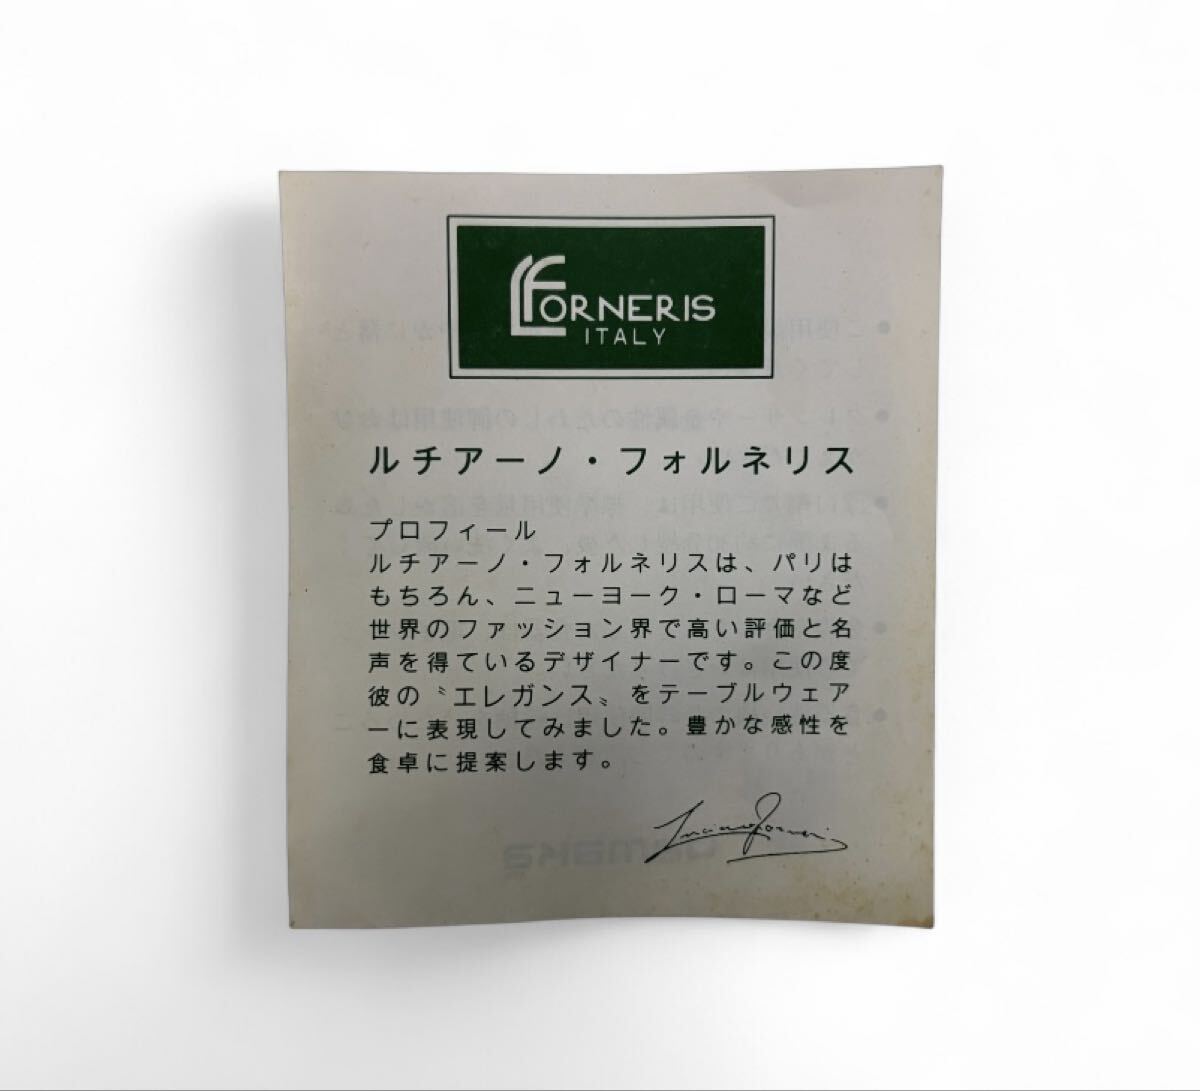 FORNERIS
ITALY
ルチアーノ・フォルネリス
プロフィール
ルチアーノ・フォルネリスは、パリは
もちろん、ニューヨーク・ローマなど
世界のファッション界で高い評価と名
声を得ているデザイナーです。この度
彼の〝エレガンス〟をテーブルウェア
ーに表現してみました。豊かな感性を
食卓に提案します。